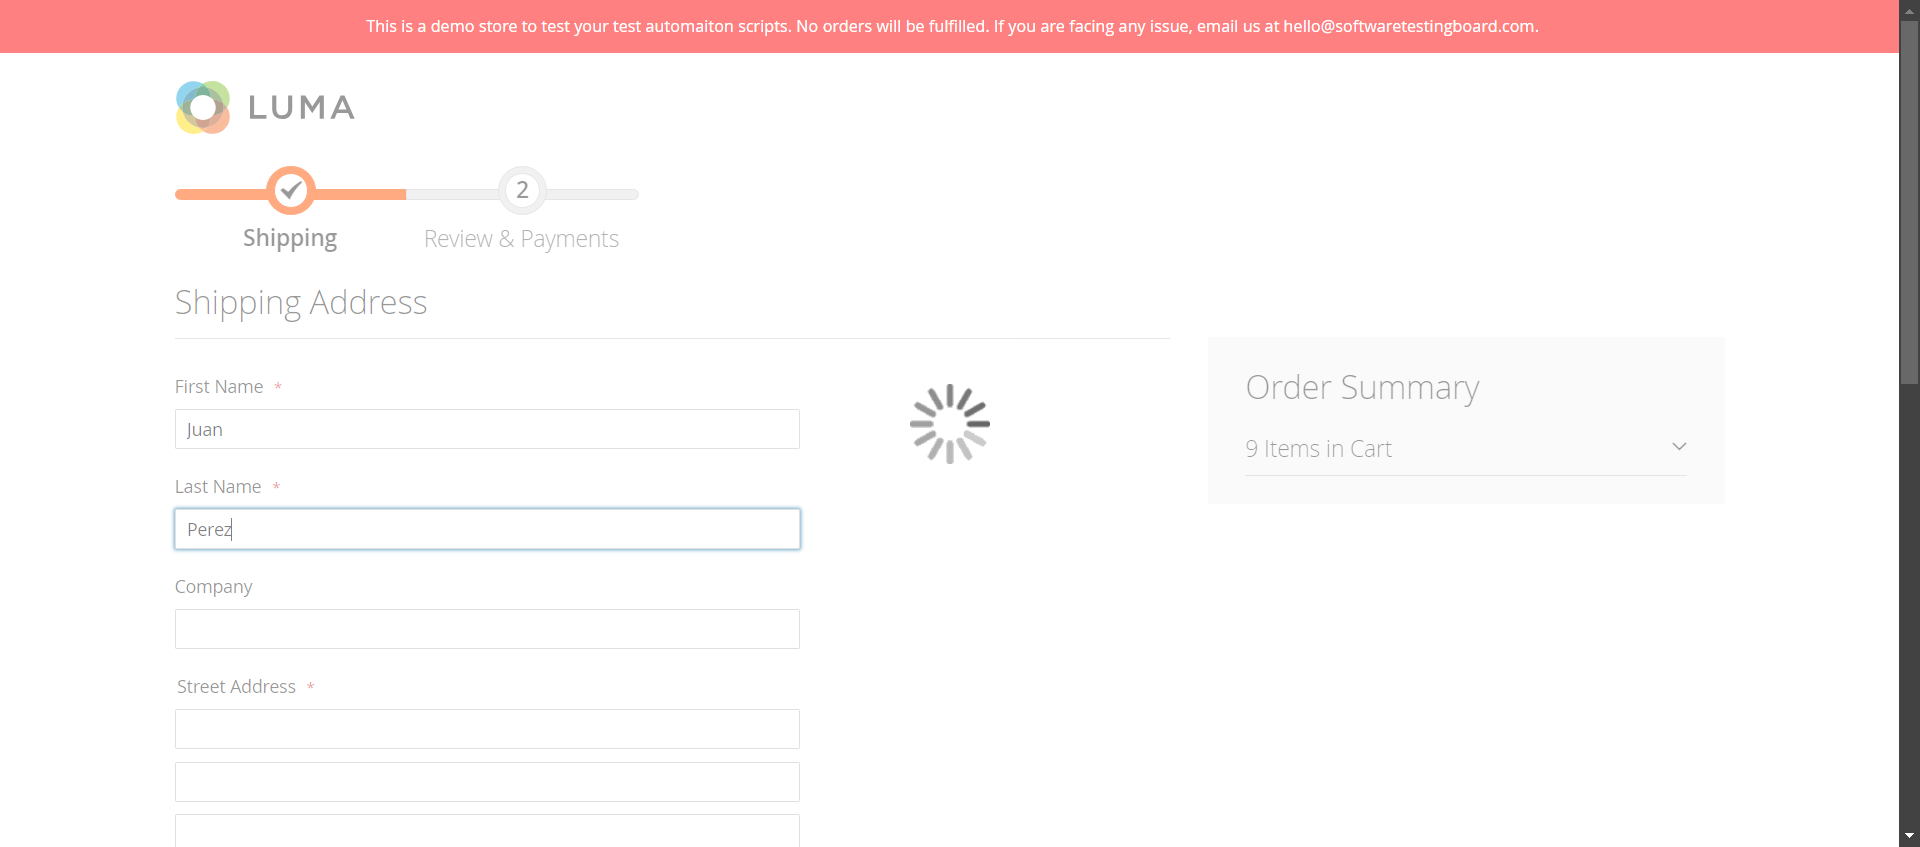 This is a demo store to test your test automaiton scripts. No orders will be fulfilled. If you are facing any issue, email us at hello@softwaretestingboard.com.
LUMA
2
Shipping
Review & Payments
Shipping Address
First Name *
Juan
Last Name *
Perez
Company
Street Address *
Order Summary
9 Items in Cart